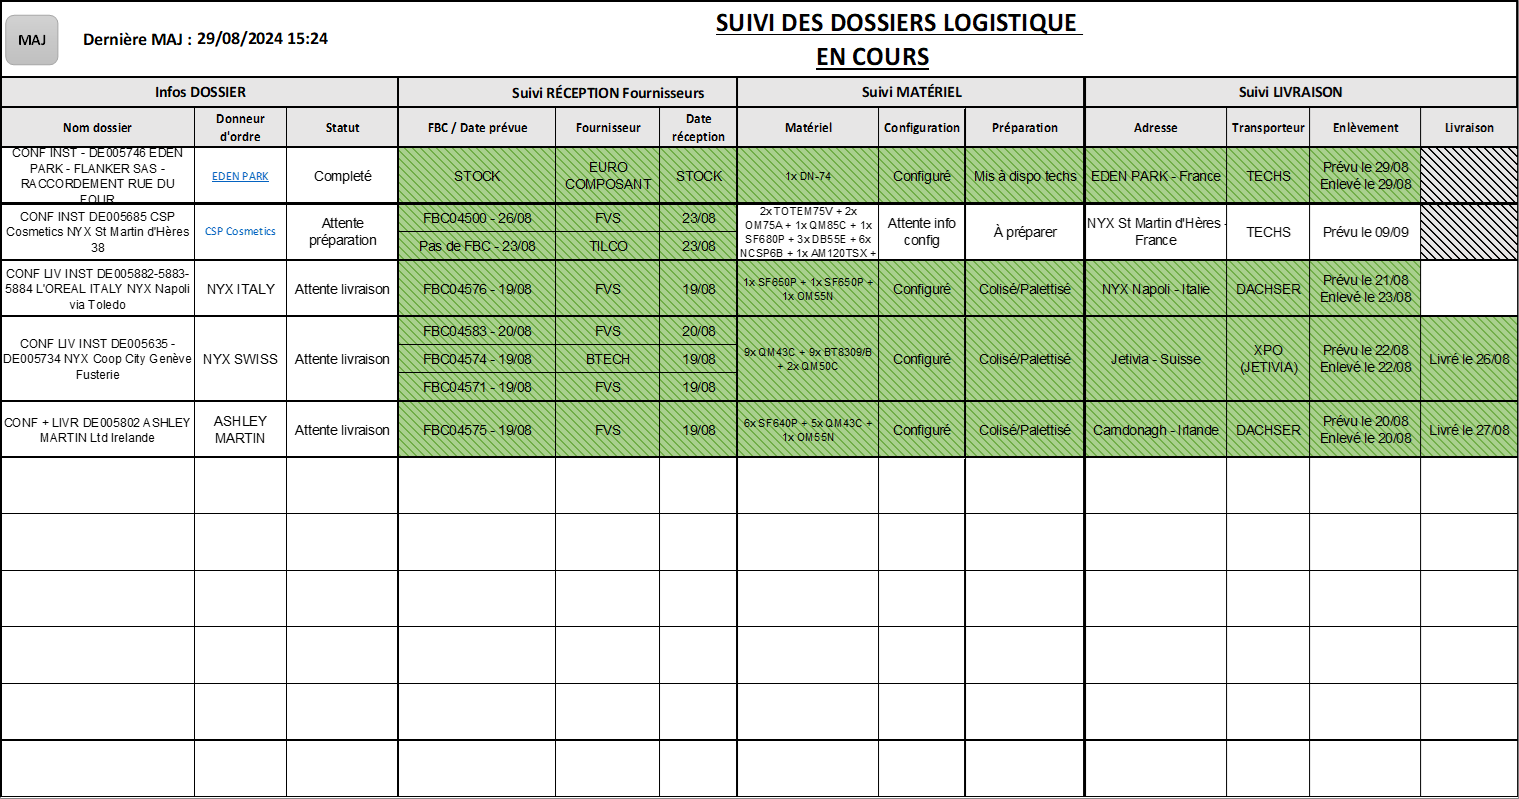 MAJ
Dernière MAJ : 29/08/2024 15:24
SUIVI DES DOSSIERS LOGISTIQUE
EN COURS
Infos DOSSIER
Suivi RÉCEPTION Fournisseurs
Suivi MATÉRIEL
Suivi LIVRAISON
Nom dossier
Donneur
d'ordre
Statut
FBC / Date prévue
Fournisseur
Date
réception
Matériel
Configuration
Préparation
Adresse
Transporteur
Enlèvement
Livraison
CONF INST - DE005746 EDEN
PARK - FLANKER SAS -
RACCORDEMENT RUE DU
FOUR
EDEN PARK
Completé
STOCK
EURO
COMPOSANT
STOCK
1x DN-74
Configuré
Mis à dispo techs
EDEN PARK - France
TECHS
Prévu le 29/08
Enlevé le 29/08
CONF INST DE005685 CSP
Cosmetics NYX St Martin d'Hères
38
CSP Cosmetics
Attente
préparation
FBC04500 - 26/08
FVS
23/08
Pas de FBC - 23/08
TILCO
23/08
2x TOTEM75V + 2x
OM75A + 1x QM85C + 1x
SF680P + 3x DB55E + 6x
NCSP6B + 1x AM120TSX +
Attente info
config
À préparer
NYX St Martin d'Hères -
France
TECHS
Prévu le 09/09
CONF LIV INST DE005882-5883-
5884 L'OREAL ITALY NYX Napoli
via Toledo
NYX ITALY
Attente livraison
FBC04576 - 19/08
FVS
19/08
1x SF650P + 1x SF650P +
1x OM55N
Configuré
Colisé/Palettisé
NYX Napoli - Italie
DACHSER
Prévu le 21/08
Enlevé le 23/08
CONF LIV INST DE005635 -
DE005734 NYX Coop City Genève
Fusterie
NYX SWISS
Attente livraison
FBC04583 - 20/08
FVS
20/08
FBC04574 - 19/08
BTECH
19/08
FBC04571 - 19/08
FVS
19/08
9x QM43C + 9x BT8309/B
+ 2x QM50C
Configuré
Colisé/Palettisé
Jetivia - Suisse
XPO
(JETIVIA)
Prévu le 22/08
Enlevé le 22/08
Livré le 26/08
CONF + LIVR DE005802 ASHLEY
MARTIN Ltd Irelande
ASHLEY
MARTIN
Attente livraison
FBC04575 - 19/08
FVS
19/08
6x SF640P + 5x QM43C +
1x OM55N
Configuré
Colisé/Palettisé
Carndonagh - Irlande
DACHSER
Prévu le 20/08
Enlevé le 20/08
Livré le 27/08